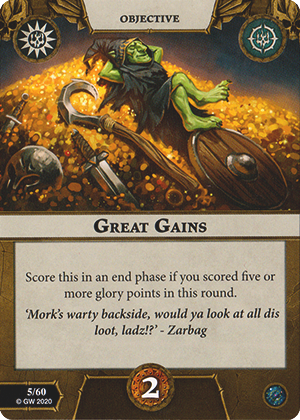 OBJECTIVE
GREAT GAINS
Score this in an end phase if you scored five or
more glory points in this round.
‘Mork’s warty backside, would ya look at all dis
loot, ladz!?’ - Zarbag
5/60
© GW 2020
2